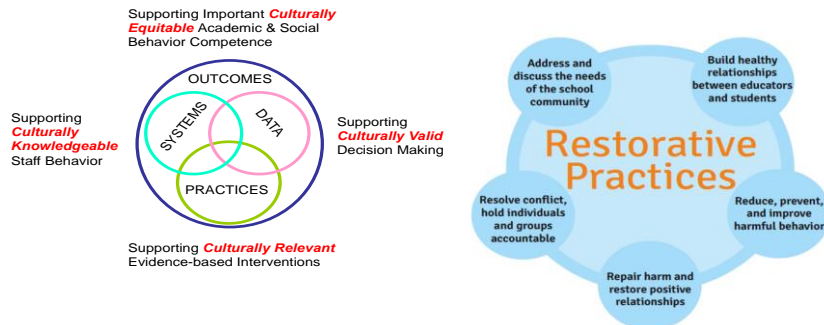 Supporting Important Culturally
Equitable Academic & Social
Behavior Competence
OUTCOMES
SYSTEMS
DATA
PRACTICES
Supporting
Culturally
Knowledgeable
Staff Behavior
Supporting
Culturally Valid
Decision Making
Supporting Culturally Relevant
Evidence-based Interventions
Address and
discuss the needs
of the school
community
Build healthy
relationships
between educators
and students
Restorative
Practices
Resolve conflict,
hold individuals
and groups
accountable
Reduce, prevent,
and improve
harmful behavior
Repair harm and
restore positive
relationships